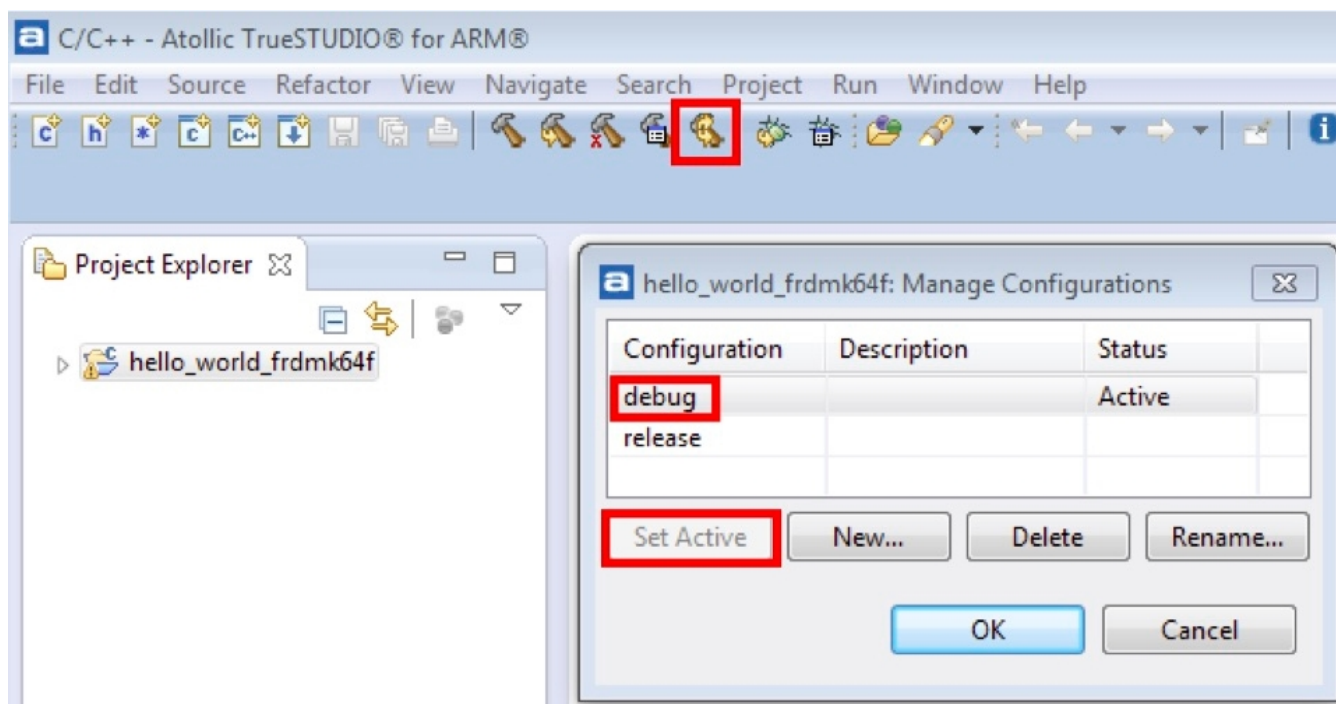 C/C++ - Atollic TrueSTUDIO® for ARM®
File Edit Source Refactor View Navigate Search Project Run Window Help
Project Explorer
hello_world_frdmk64f
hello_world_frdmk64f: Manage Configurations
Configuration Description Status
debug Active
release
Set Active New... Delete Rename...
OK Cancel